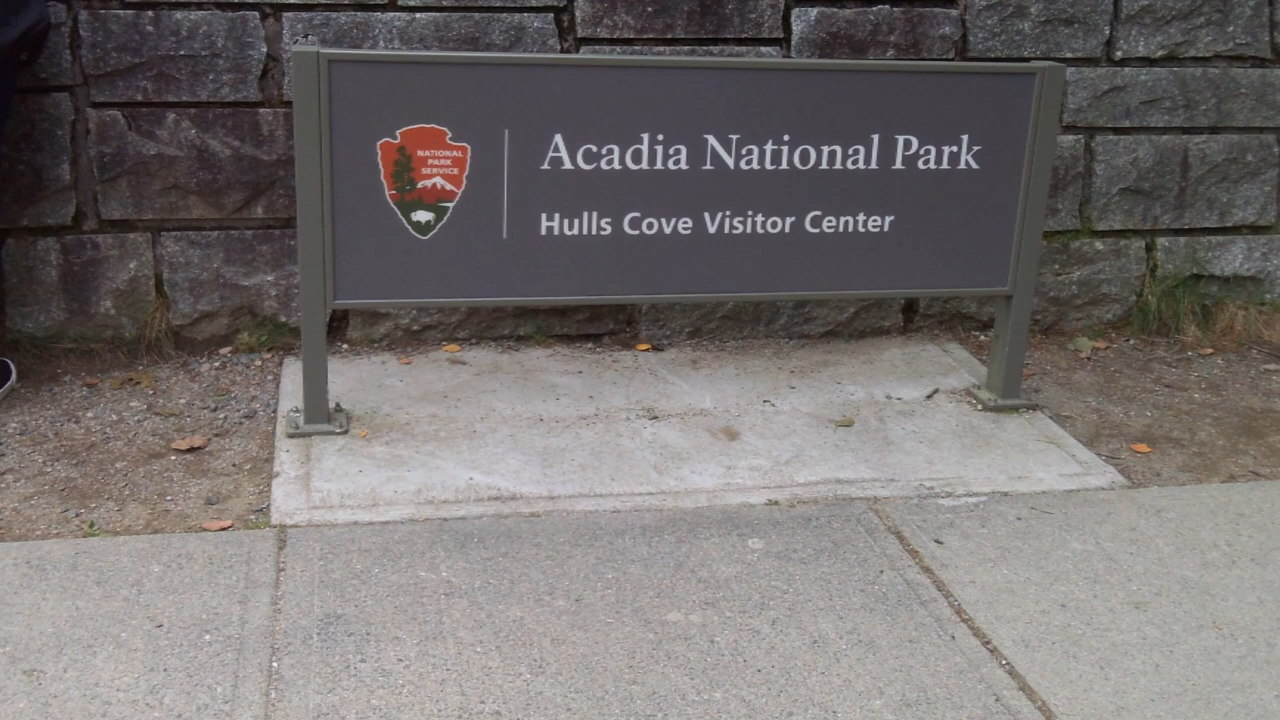 NATIONAL
PARK
SERVICE
Acadia National Park
Hulls Cove Visitor Center